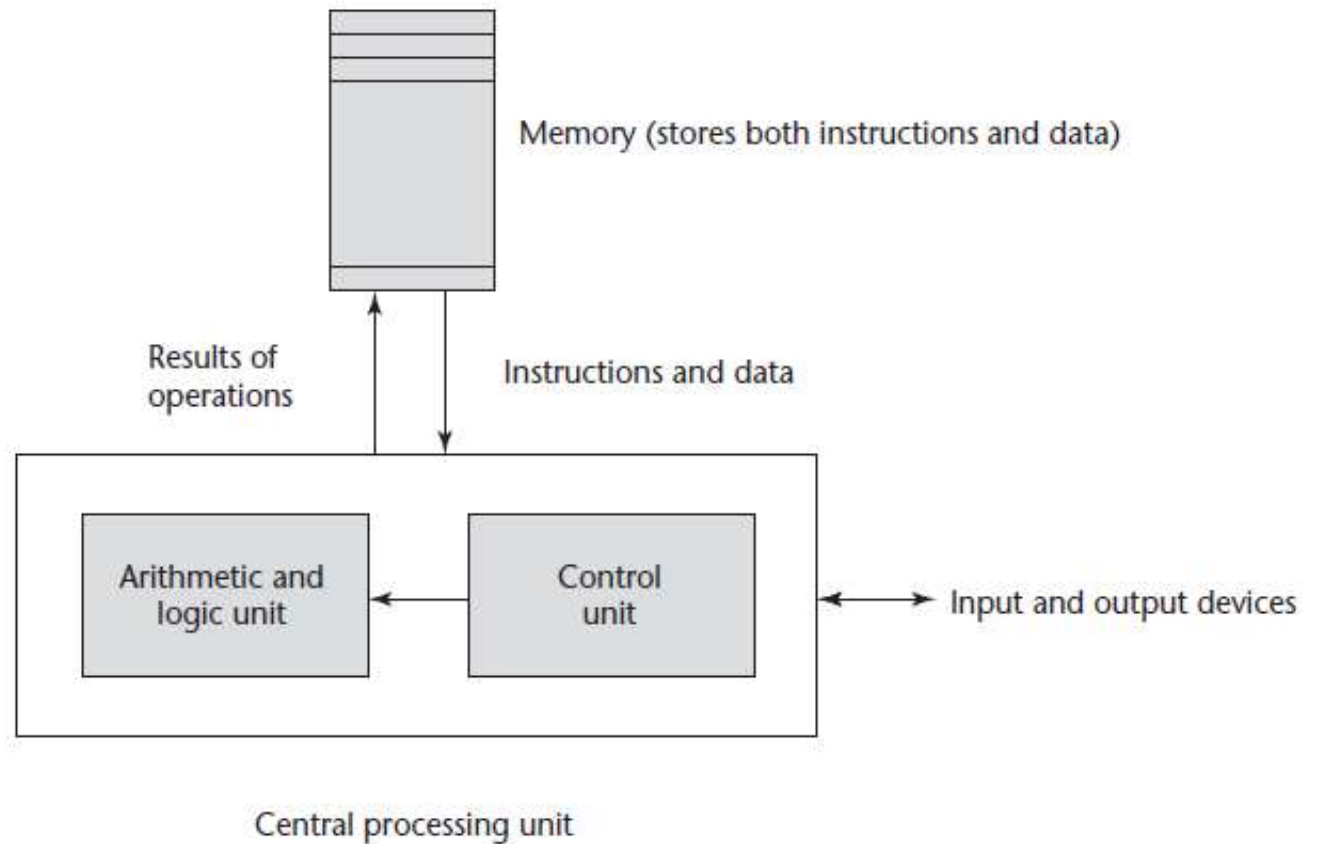 Memory (stores both instructions and data)
Results of
operations
Instructions and data
Arithmetic and
logic unit
Control
unit
Input and output devices
Central processing unit